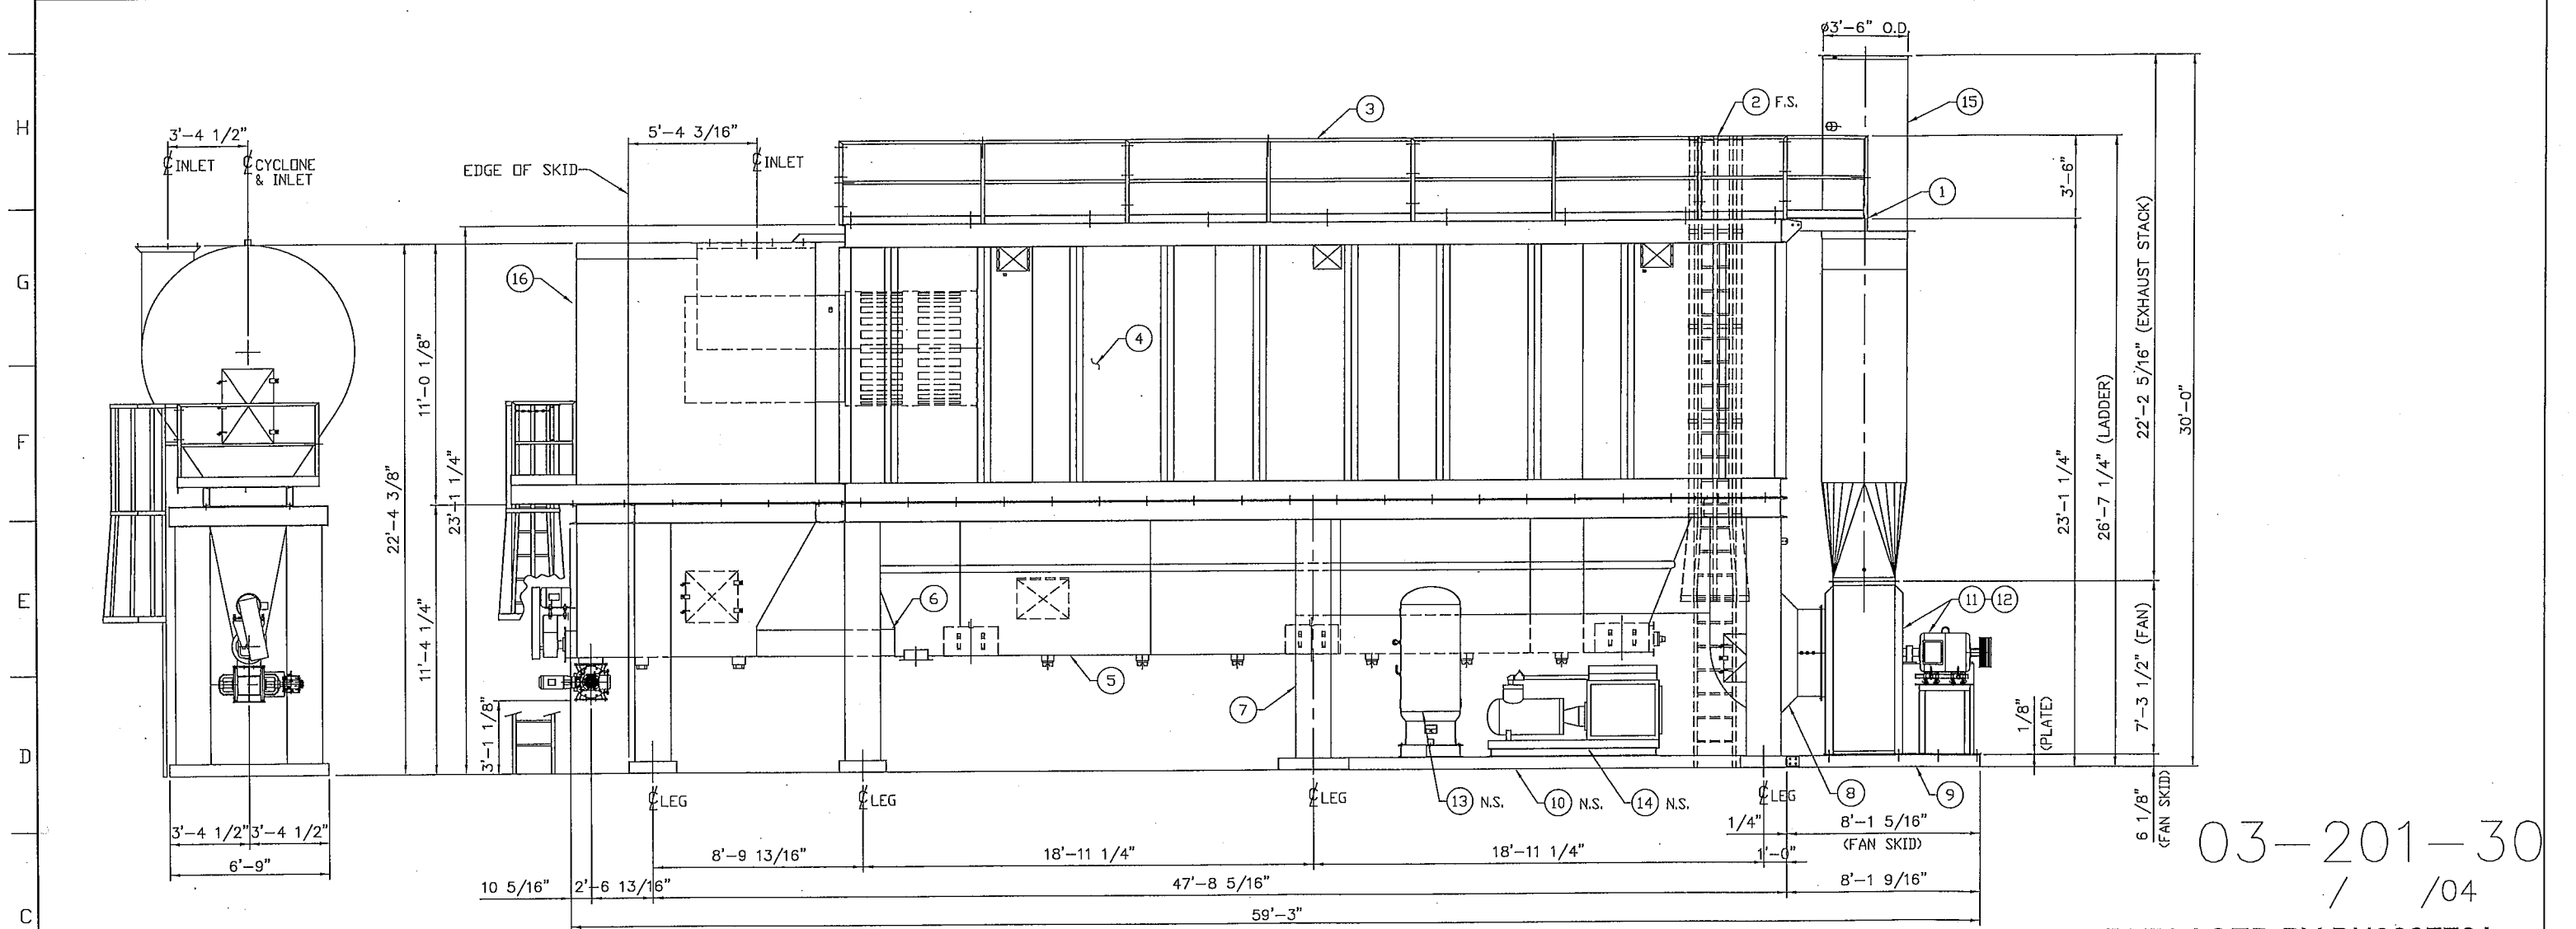 ø3'-6" O.D.
H
G
F
E
D
C
3'-4 1/2"
℄ INLET
℄ CYCLONE
& INLET
EDGE OF SKID
5'-4 3/16"
℄ INLET
3
2 F.S.
15
1
16
4
3'-6"
22'-2 5/16" (EXHAUST STACK)
30'-0"
26'-7 1/4" (LADDER)
23'-1 1/4"
11'-0 1/8"
22'-4 3/8"
23'-1 1/4"
11'-4 1/4"
3'-1 1/8"
6
5
7
11
12
7'-3 1/2" (FAN)
1/8"
(PLATE)
6 1/8"
(FAN SKID)
℄ LEG
℄ LEG
℄ LEG
13 N.S.
10 N.S.
14 N.S.
℄ LEG
8
9
3'-4 1/2"
3'-4 1/2"
6'-9"
8'-9 13/16"
18'-11 1/4"
18'-11 1/4"
1/4"
1'-0"
8'-1 5/16"
(FAN SKID)
10 5/16"
2'-6 13/16"
47'-8 5/16"
8'-1 9/16"
59'-3"
03-201-30
/ /04